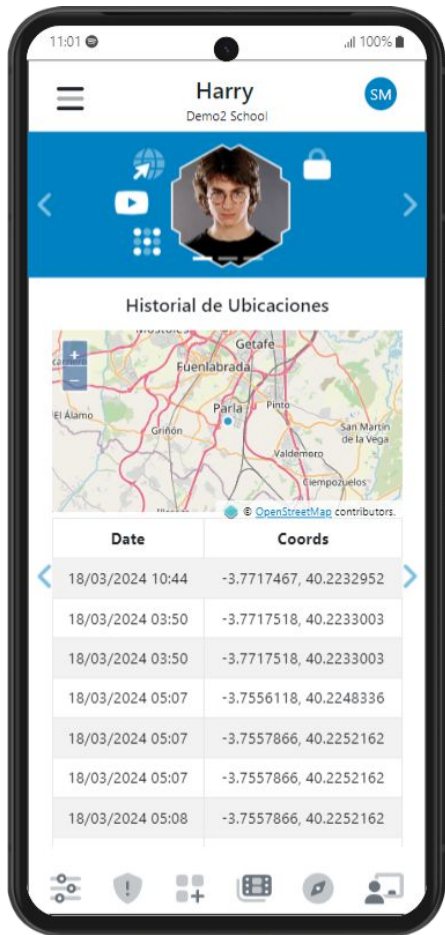 11:01
100%
Harry
Demo2 School
SM
Historial de Ubicaciones
Getafe
Fuenlabrada
+
−
El Álamo
Parla
Pinto
Griñón
San Martín
de la Vega
Valdemoro
Ciempozuelos
© OpenStreetMap contributors.
Date Coords
18/03/2024 10:44 -3.7717467, 40.2232952
18/03/2024 03:50 -3.7717518, 40.2233003
18/03/2024 03:50 -3.7717518, 40.2233003
18/03/2024 05:07 -3.7556118, 40.2248336
18/03/2024 05:07 -3.7557866, 40.2252162
18/03/2024 05:07 -3.7557866, 40.2252162
18/03/2024 05:08 -3.7557866, 40.2252162